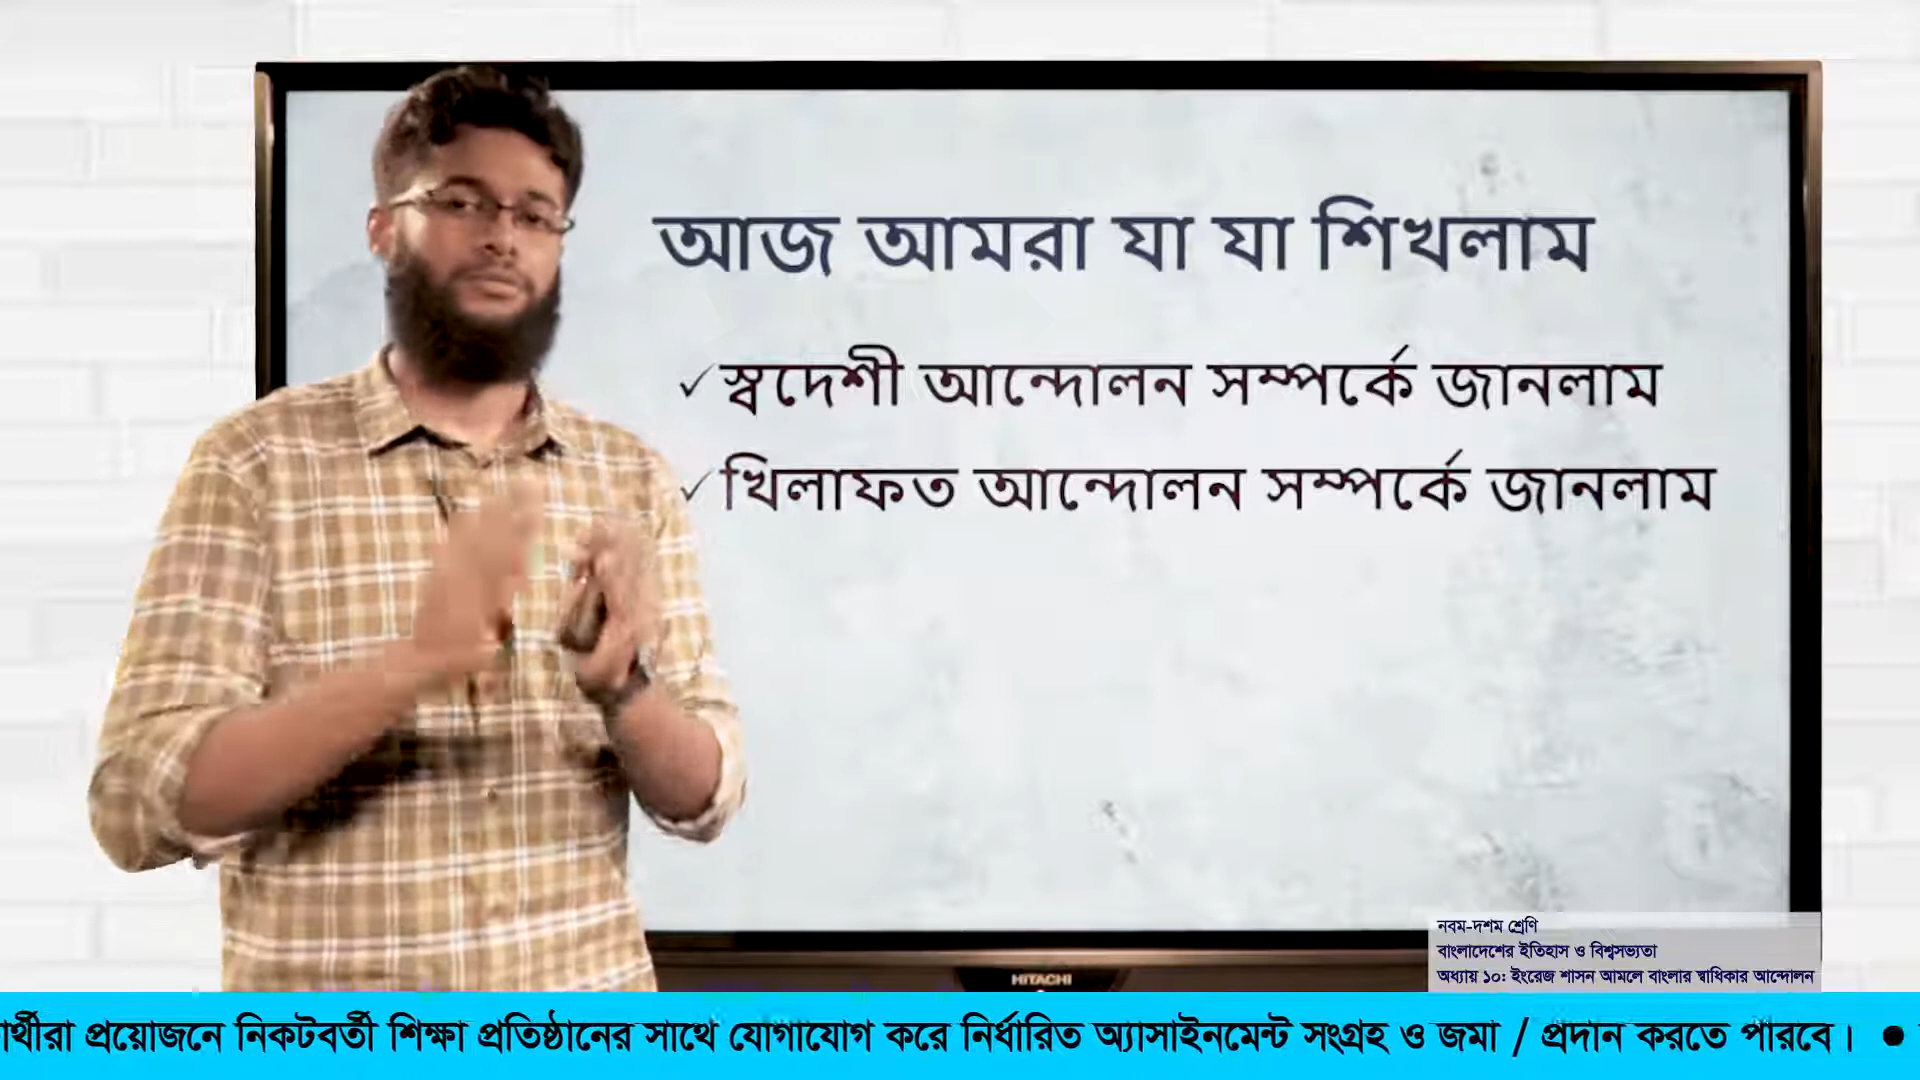 আজ আমরা যা যা শিখলাম
✓স্বদেশী আন্দোলন সম্পর্কে জানলাম
✓খিলাফত আন্দোলন সম্পর্কে জানলাম
HITACHI
নবম-দশম শ্রেণি
বাংলাদেশের ইতিহাস ও বিশ্বসভ্যতা
অধ্যায় ১০: ইংরেজ শাসন আমলে বাংলার স্বাধিকার আন্দোলন
র্থীরা প্রয়োজনে নিকটবর্তী শিক্ষা প্রতিষ্ঠানের সাথে যোগাযোগ করে নির্ধারিত অ্যাসাইনমেন্ট সংগ্রহ ও জমা / প্রদান করতে পারবে। ●